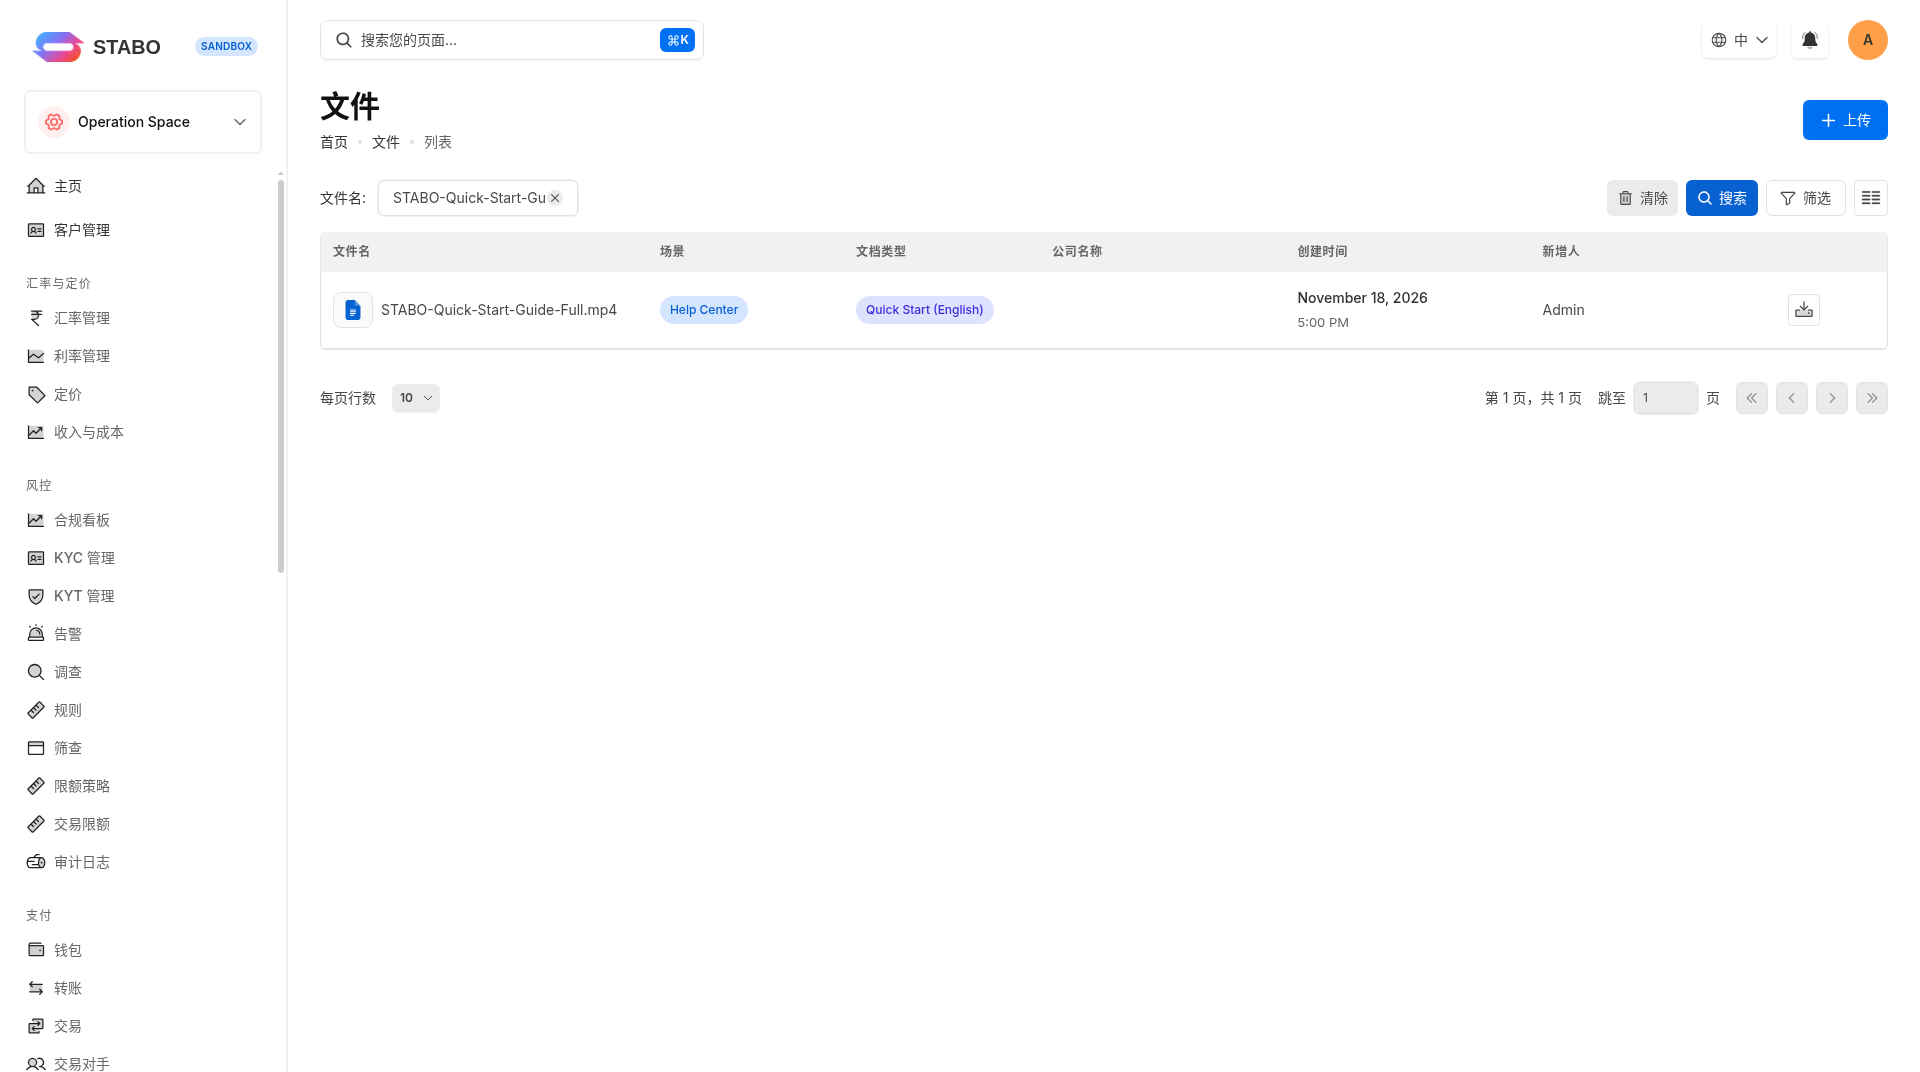 STABO
SANDBOX
Operation Space
主页
客户管理
汇率与定价
汇率管理
利率管理
定价
收入与成本
风控
合规看板
KYC 管理
KYT 管理
告警
调查
规则
筛查
限额策略
交易限额
审计日志
支付
钱包
转账
交易
交易对手
搜索您的页面...
⌘K
中
A
文件
首页 • 文件 • 列表
上传
文件名: STABO-Quick-Start-Gu
清除
搜索
筛选
文件名 场景 文档类型 公司名称 创建时间 新增人
STABO-Quick-Start-Guide-Full.mp4 Help Center Quick Start (English) November 18, 2026 Admin
5:00 PM
每页行数 10
第 1 页，共 1 页 跳至 1 页